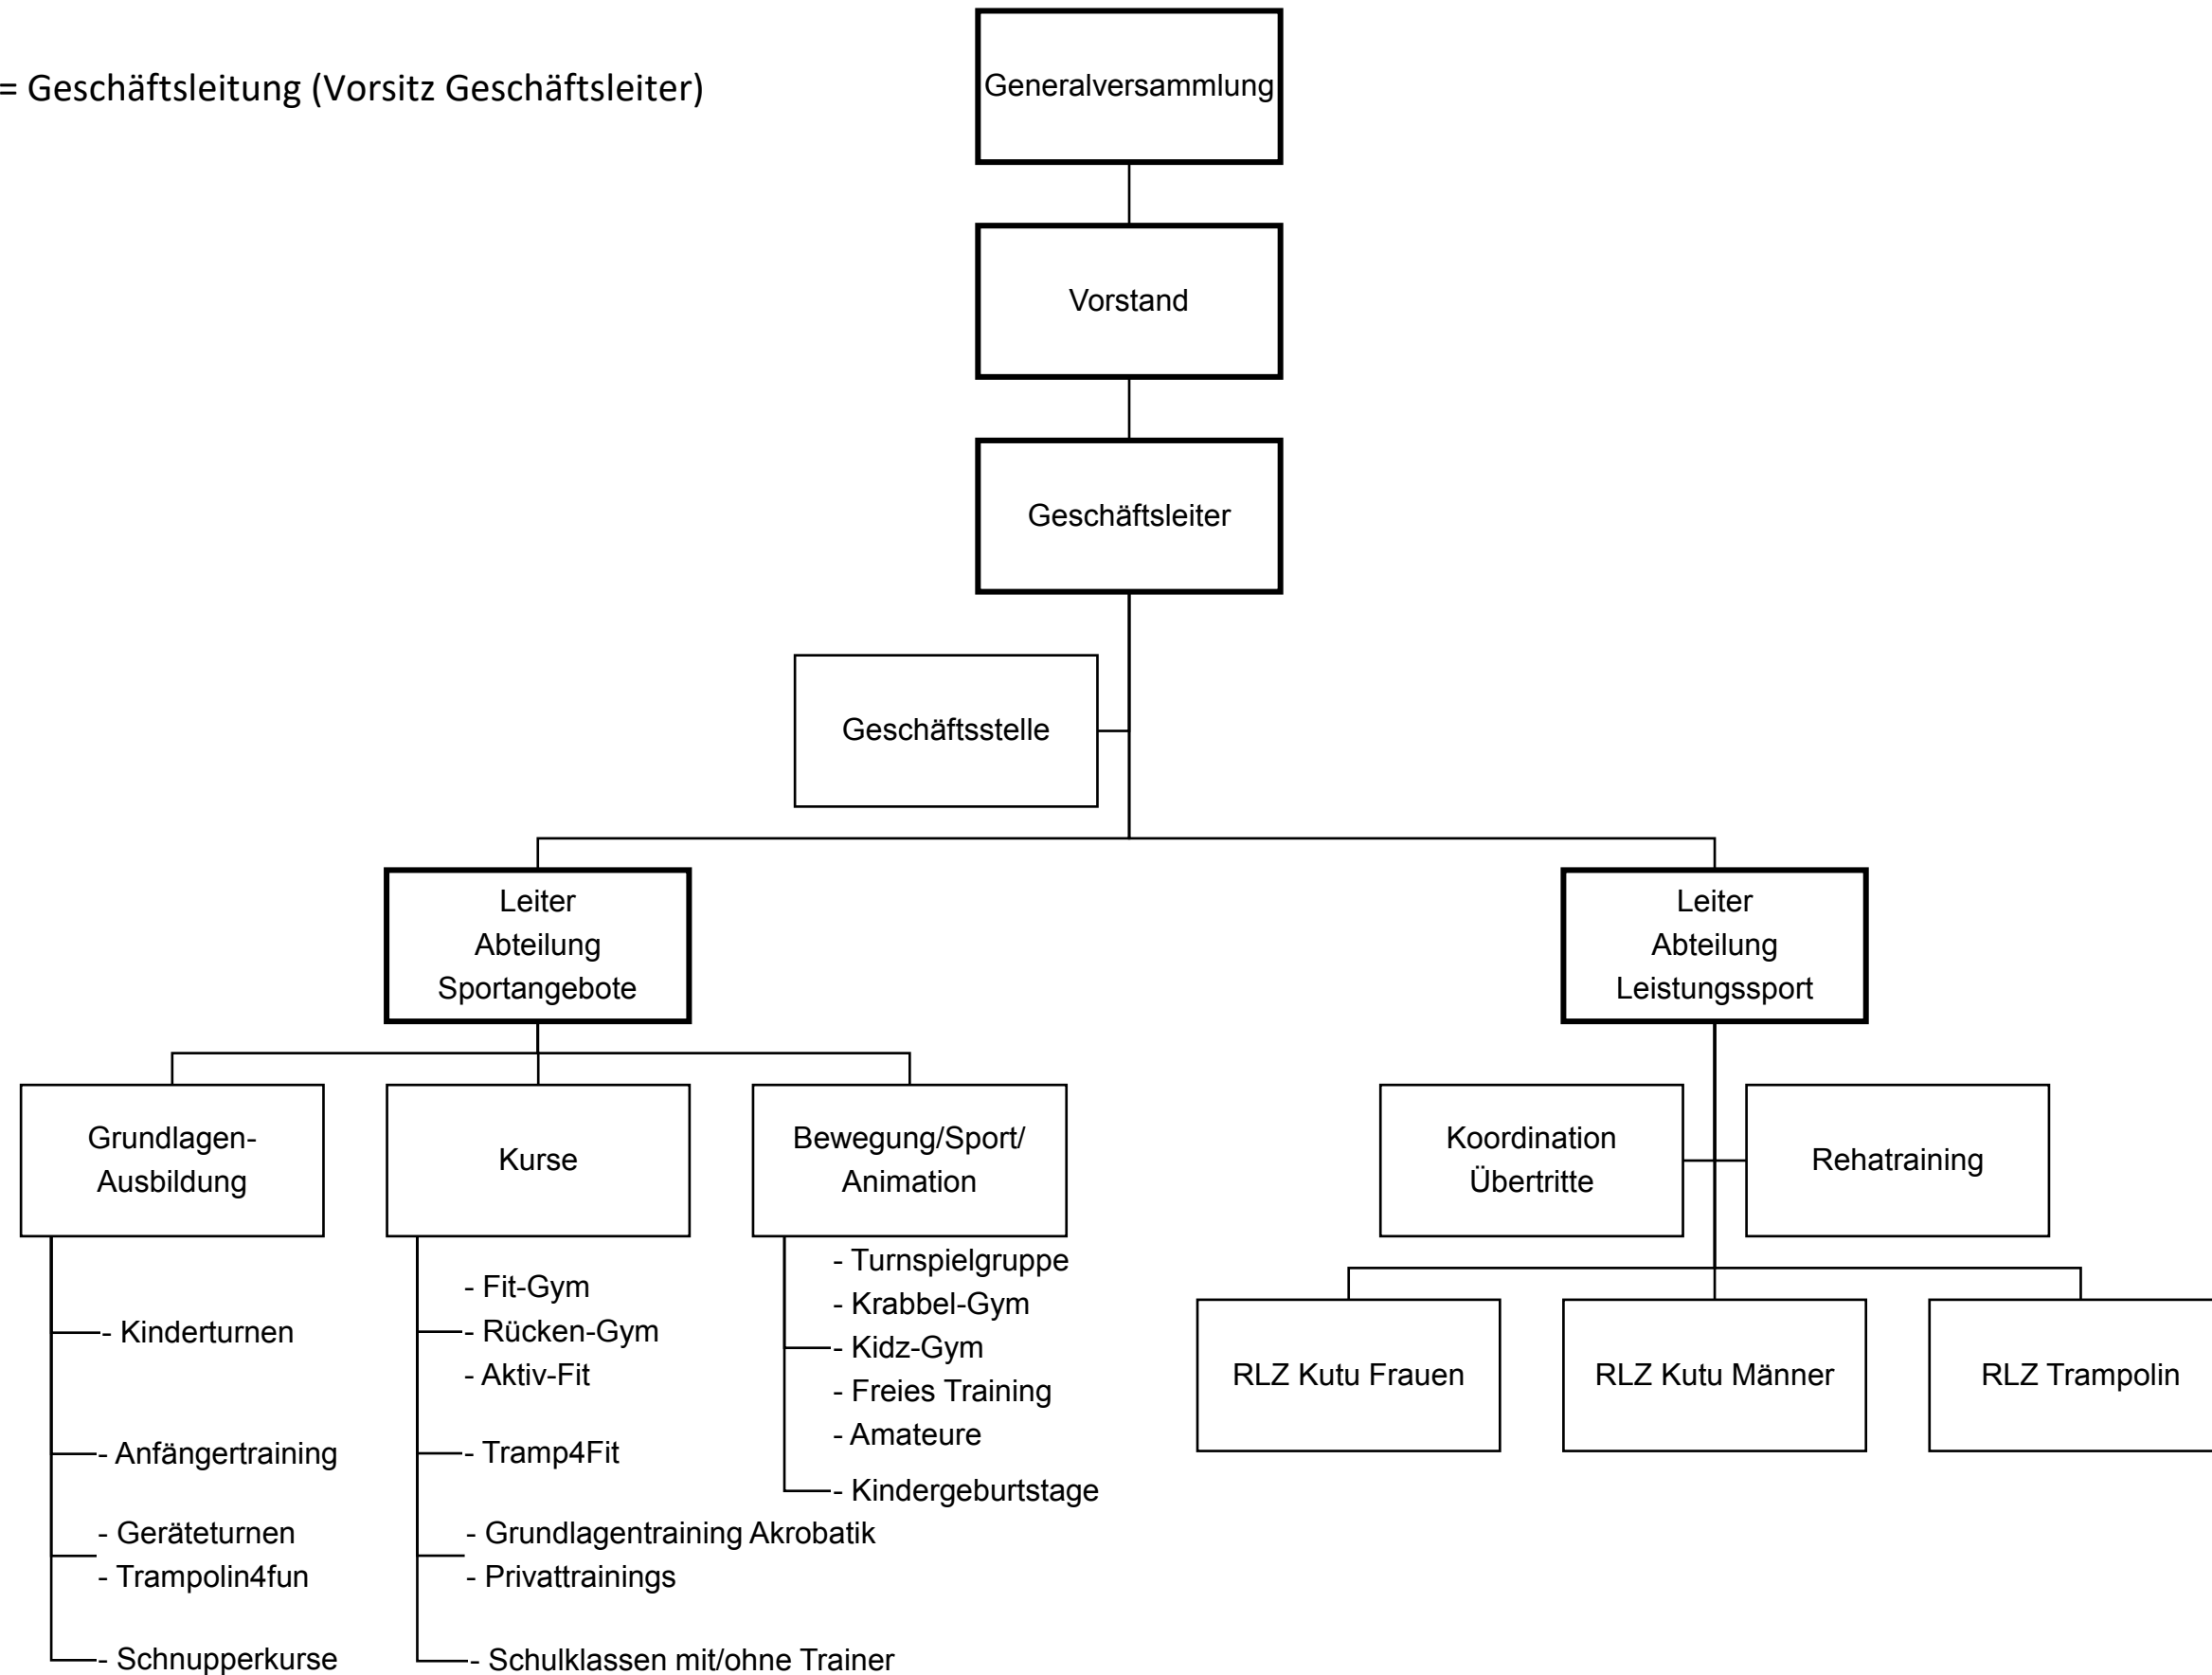 = Geschäftsleitung (Vorsitz Geschäftsleiter)
Generalversammlung
Vorstand
Geschäftsleiter
Geschäftsstelle
Leiter
Abteilung
Sportangebote
Leiter
Abteilung
Leistungssport
Grundlagen-
Ausbildung
Kurse
Bewegung/Sport/
Animation
Koordination
Übertritte
Rehatraining
- Kinderturnen
- Anfängertraining
- Geräteturnen
- Trampolin4fun
- Schnupperkurse
- Fit-Gym
- Rücken-Gym
- Aktiv-Fit
- Tramp4Fit
- Grundlagentraining Akrobatik
- Privattrainings
- Schulklassen mit/ohne Trainer
- Turnspielgruppe
- Krabbel-Gym
- Kidz-Gym
- Freies Training
- Amateure
- Kindergeburtstage
RLZ Kutu Frauen
RLZ Kutu Männer
RLZ Trampolin